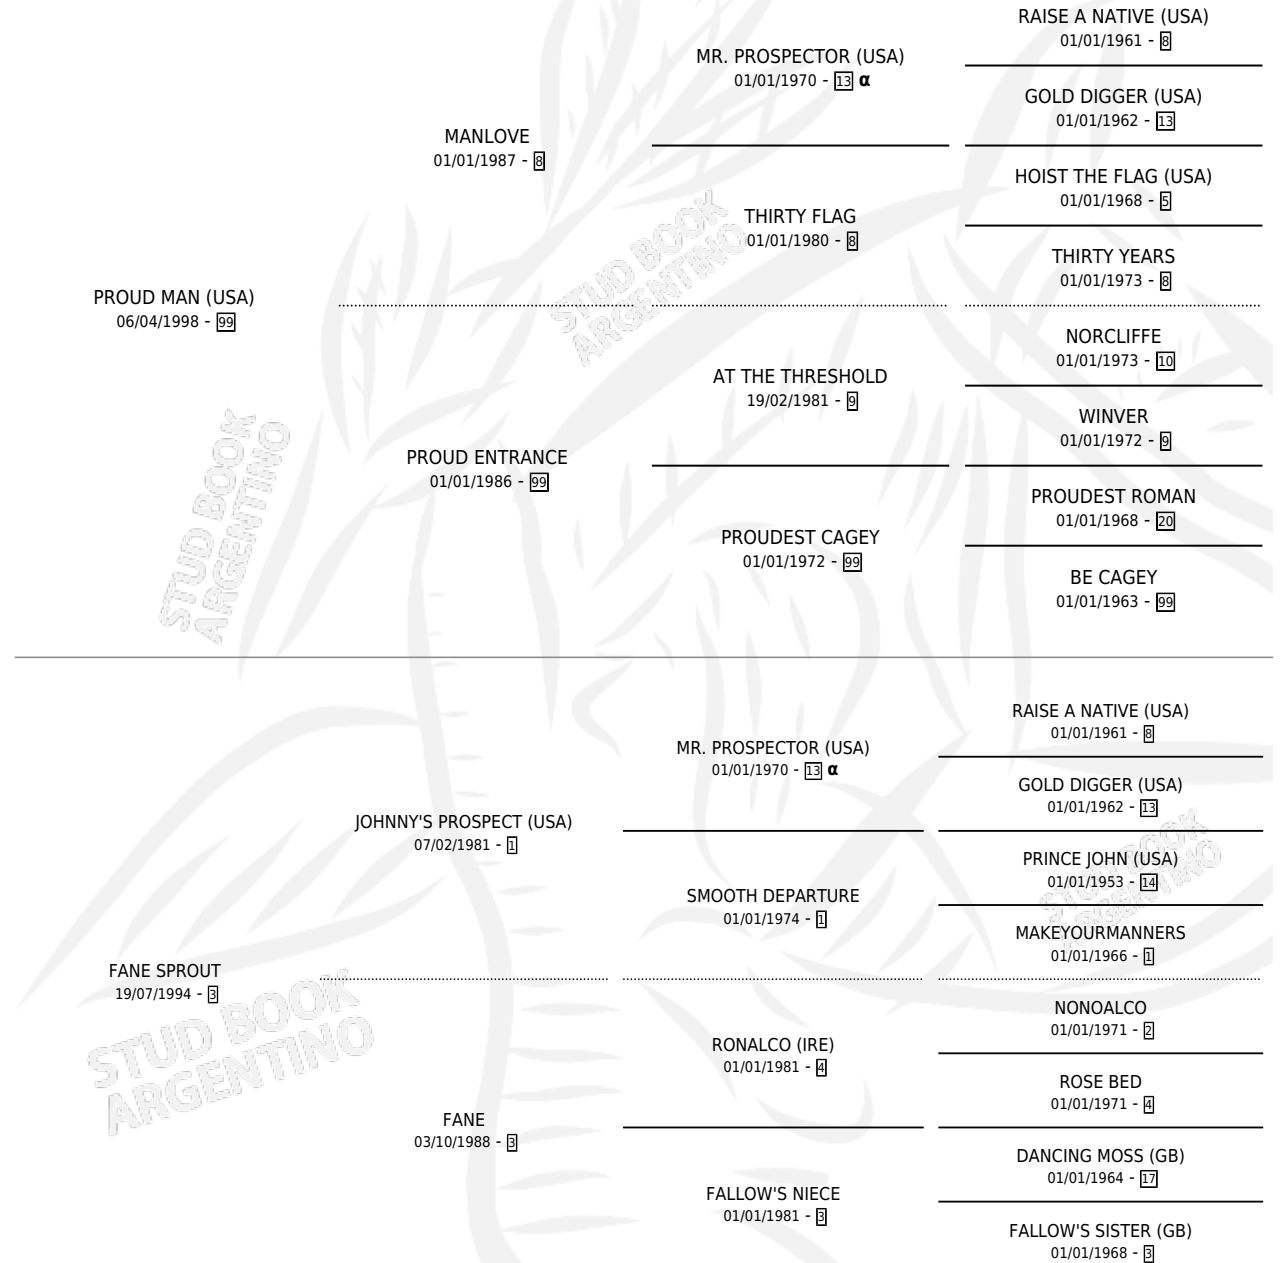 RAISE A NATIVE (USA)
01/01/1961 - 8
MR. PROSPECTOR (USA)
01/01/1970 - 13 α
GOLD DIGGER (USA)
01/01/1962 - 13
MANLOVE
01/01/1987 - 8
HOIST THE FLAG (USA)
01/01/1968 - 5
THIRTY FLAG
01/01/1980 - 8
THIRTY YEARS
01/01/1973 - 8
PROUD MAN (USA)
06/04/1998 - 99
NORCLIFFE
01/01/1973 - 10
AT THE THRESHOLD
19/02/1981 - 9
WINVER
01/01/1972 - 9
PROUD ENTRANCE
01/01/1986 - 99
PROUDEST ROMAN
01/01/1968 - 20
PROUDEST CAGEY
01/01/1972 - 99
BE CAGEY
01/01/1963 - 99
RAISE A NATIVE (USA)
01/01/1961 - 8
MR. PROSPECTOR (USA)
01/01/1970 - 13 α
GOLD DIGGER (USA)
01/01/1962 - 13
JOHNNY'S PROSPECT (USA)
07/02/1981 - 1
PRINCE JOHN (USA)
01/01/1953 - 14
SMOOTH DEPARTURE
01/01/1974 - 1
MAKEYOURMANNERS
01/01/1966 - 1
FANE SPROUT
19/07/1994 - 3
NONOALCO
01/01/1971 - 2
RONALCO (IRE)
01/01/1981 - 4
ROSE BED
01/01/1971 - 4
FANE
03/10/1988 - 3
DANCING MOSS (GB)
01/01/1964 - 17
FALLOW'S NIECE
01/01/1981 - 3
FALLOW'S SISTER (GB)
01/01/1968 - 3
STUD BOOK
ARGENTINO
STUD BOOK
ARGENTINO
STUD BOOK
ARGENTINO
STUD BOOK
ARGENTINO